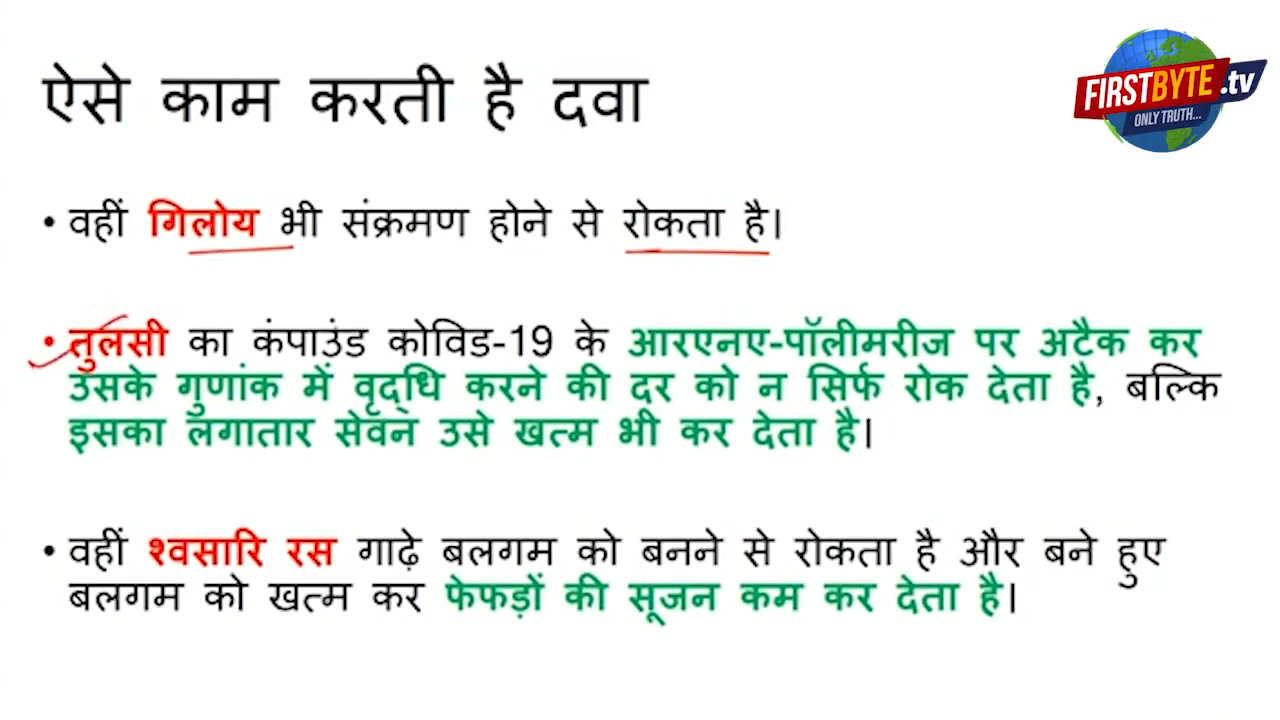 ऐसे काम करती है दवा
FIRSTBYTE.tv
ONLY TRUTH...
• वहीं गिलोय भी संक्रमण होने से रोकता है।
• तुलसी का कंपाउंड कोविड-19 के आरएनए-पॉलीमरीज पर अटैक कर
उसके गुणांक में वृद्धि करने की दर को न सिर्फ रोक देता है, बल्कि
इसका लगातार सेवन उसे खत्म भी कर देता है।
• वहीं श्वसारि रस गाढ़े बलगम को बनने से रोकता है और बने हुए
बलगम को खत्म कर फेफड़ों की सूजन कम कर देता है।